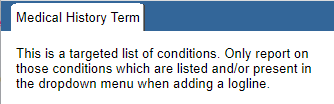 Medical History Term
This is a targeted list of conditions. Only report on
those conditions which are listed and/or present in
the dropdown menu when adding a logline.